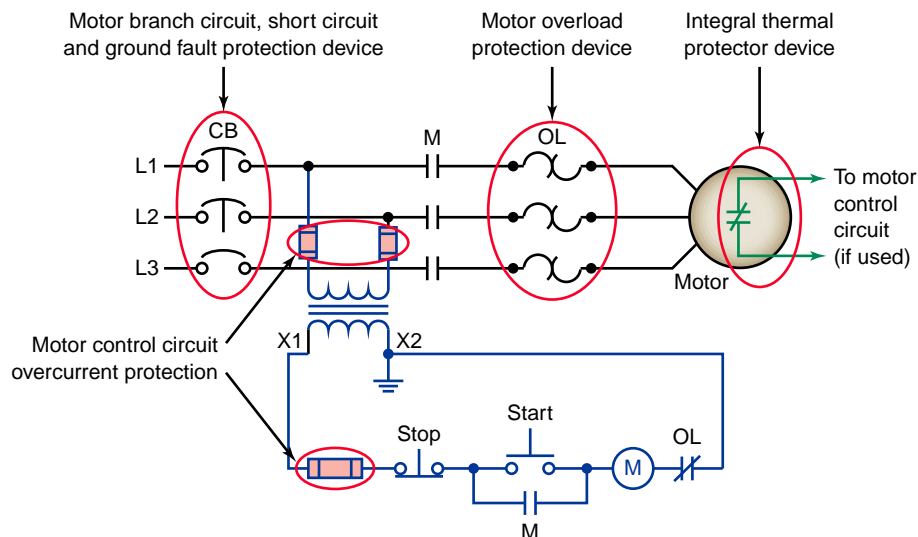 Motor branch circuit, short circuit
and ground fault protection device
Motor overload
protection device
Integral thermal
protector device
CB
M
OL
L1
L2
L3
To motor
control
circuit
(if used)
Motor
X1
X2
Motor control circuit
overcurrent protection
Stop
Start
OL
M
M